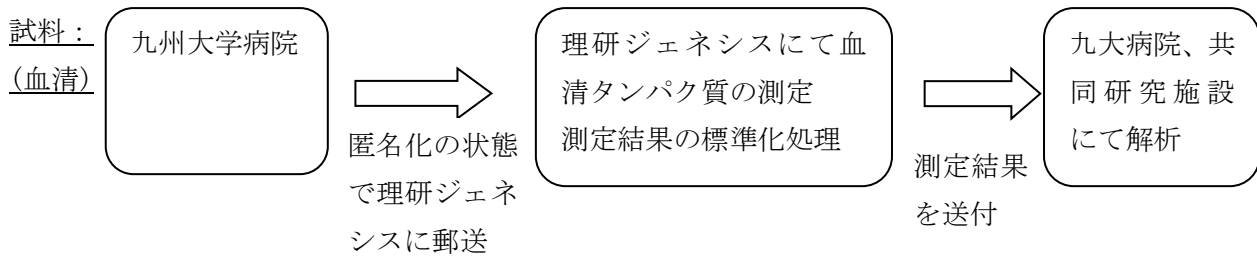 試料：
(血清)
九州大学病院
匿名化の状態
で理研ジェネ
シスに郵送
理研ジェネシスにて血
清タンパク質の測定
測定結果の標準化処理
測定結果
を送付
九大病院、共
同研究施設
にて解析